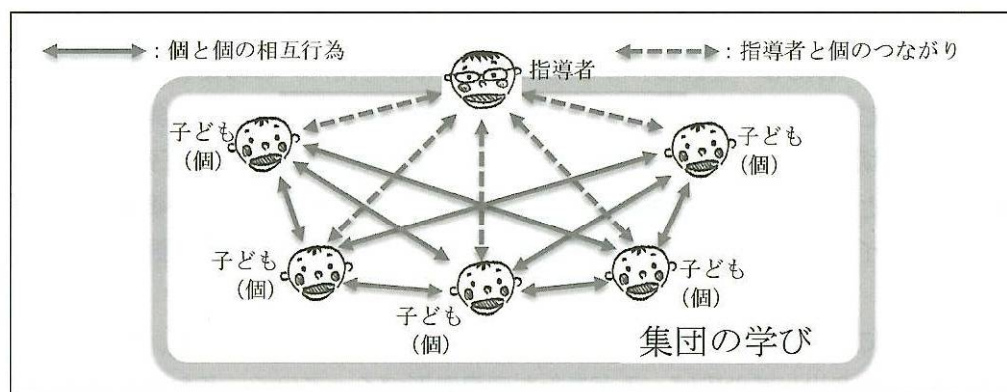 ：個と個の相互行為
：指導者と個のつながり
指導者
子ども
（個）
子ども
（個）
子ども
（個）
子ども
（個）
子ども
（個）
集団の学び